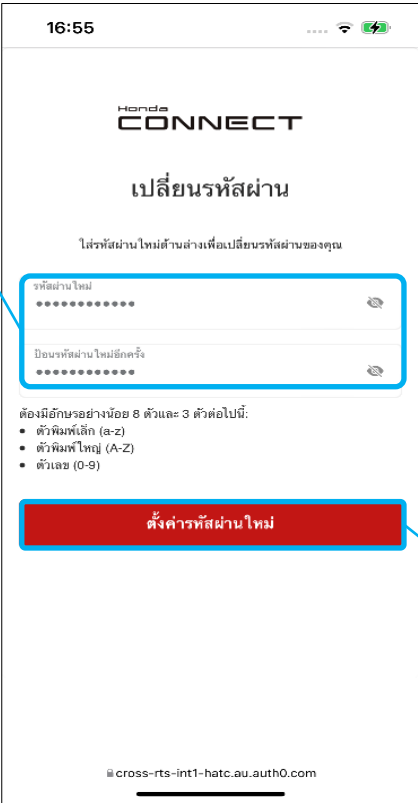 16:55
Honda
CONNECT
เปลี่ยนรหัสผ่าน
ใส่รหัสผ่านใหม่ด้านล่างเพื่อเปลี่ยนรหัสผ่านของคุณ
รหัสผ่านใหม่
••••••••••••
ป้อนรหัสผ่านใหม่อีกครั้ง
••••••••••••
ต้องมีอักษรอย่างน้อย 8 ตัวและ 3 ตัวต่อไปนี้:
• ตัวพิมพ์เล็ก (a-z)
• ตัวพิมพ์ใหญ่ (A-Z)
• ตัวเลข (0-9)
ตั้งค่ารหัสผ่านใหม่
cross-rts-int1-hatc.au.auth0.com